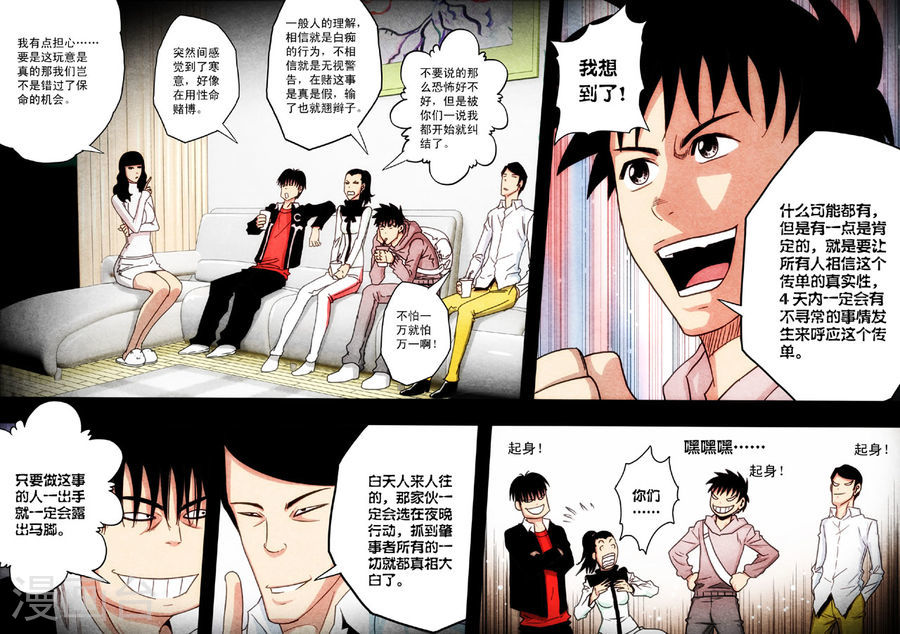 我有点担心……
要是这玩意是
真的那我们岂
不是错过了保
命的机会。
突然间感
觉到了寒
意，好像
在用性命
赌博。
一般人的理解，
相信就是白痴
的行为，不相
信就是无视警
告，在赌这事
是真是假，输
了也就翘辫子。
不要说的那
么恐怖好不
好，但是被
你们一说我
都开始就纠
结了。
不怕一
万就怕
万一啊！
我想
到了！
什么可能都有，
但是有一点是肯
定的，就是要让
所有人相信这个
传单的真实性，
4天内一定会有
不寻常的事情发
生来呼应这个传
单。
只要做这事
的人一出手
就一定会露
出马脚。
白天人来人往
的，那家伙一
定会选在夜晚
行动，抓到肇
事者所有的一
切就都真相大
白了。
起身！
你们
……
嘿嘿嘿……
起身！
起身！
漫画台